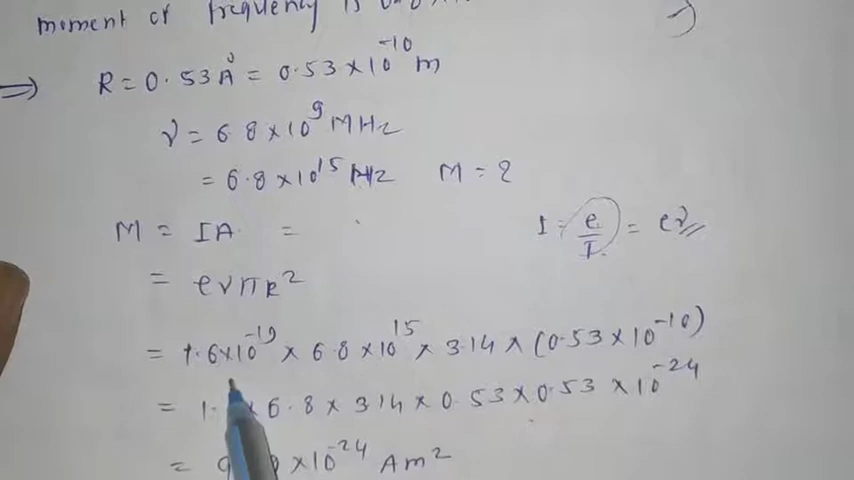 moment of frequency is
⇒ R = 0.53 Å = 0.53 × 10⁻¹⁰ m
ν = 6.8 × 10⁹ MHz
= 6.8 × 10¹⁵ Hz M = ?
M = IA = I = e/T = eν
= eνπR²
= 1.6×10⁻¹⁹ × 6.8×10¹⁵ × 3.14 × (0.53×10⁻¹⁰)
= 1. × 6.8 × 3.14 × 0.53 × 0.53 × 10⁻²⁴
= 9 × 10⁻²⁴ Am²